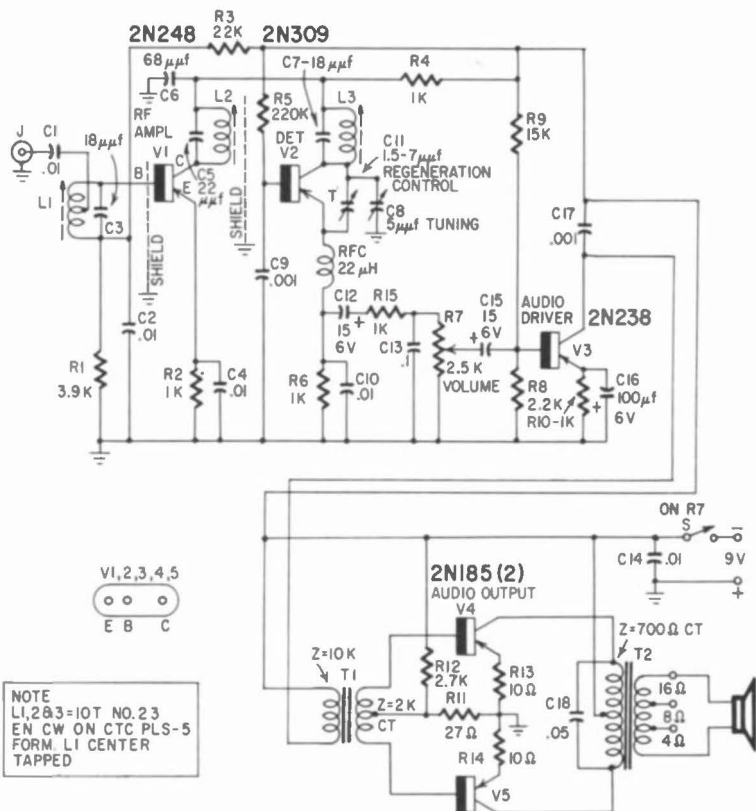 2N248
R3
22K
2N309
68μμf
C6
C7-18μμf
R4
1K
RF
AMPL
L2
R5
220K
L3
R9
15K
J
C1
.01
18μμf
V1
B
C
E
C5
22
μμf
DET
V2
C11
1.5-7μμf
REGENERATION
CONTROL
T
C8
5μμf TUNING
L1
C3
SHIELD
SHIELD
C17
.001
RFC
22μH
C9
.001
C2
.01
C12
15
6V
+
R15
1K
R7
2.5K
VOLUME
C15
+
15
6V
AUDIO
DRIVER
2N238
V3
C13
.1
R1
3.9K
R2
1K
C4
.01
R6
1K
C10
.01
R8
2.2K
R10-1K
+
C16
100μf
6V
ON R7
S
−
9V
+
C14
.01
V1,2,3,4,5
E B C
2N185(2)
AUDIO OUTPUT
V4
Z=10K
T1
Z=2K
CT
R12
2.7K
R11
27Ω
R13
10Ω
R14
10Ω
V5
C18
.05
Z=700Ω CT
T2
16Ω
8Ω
4Ω
NOTE
L1,2&3=10T NO.23
EN CW ON CTC PLS-5
FORM. L1 CENTER
TAPPED